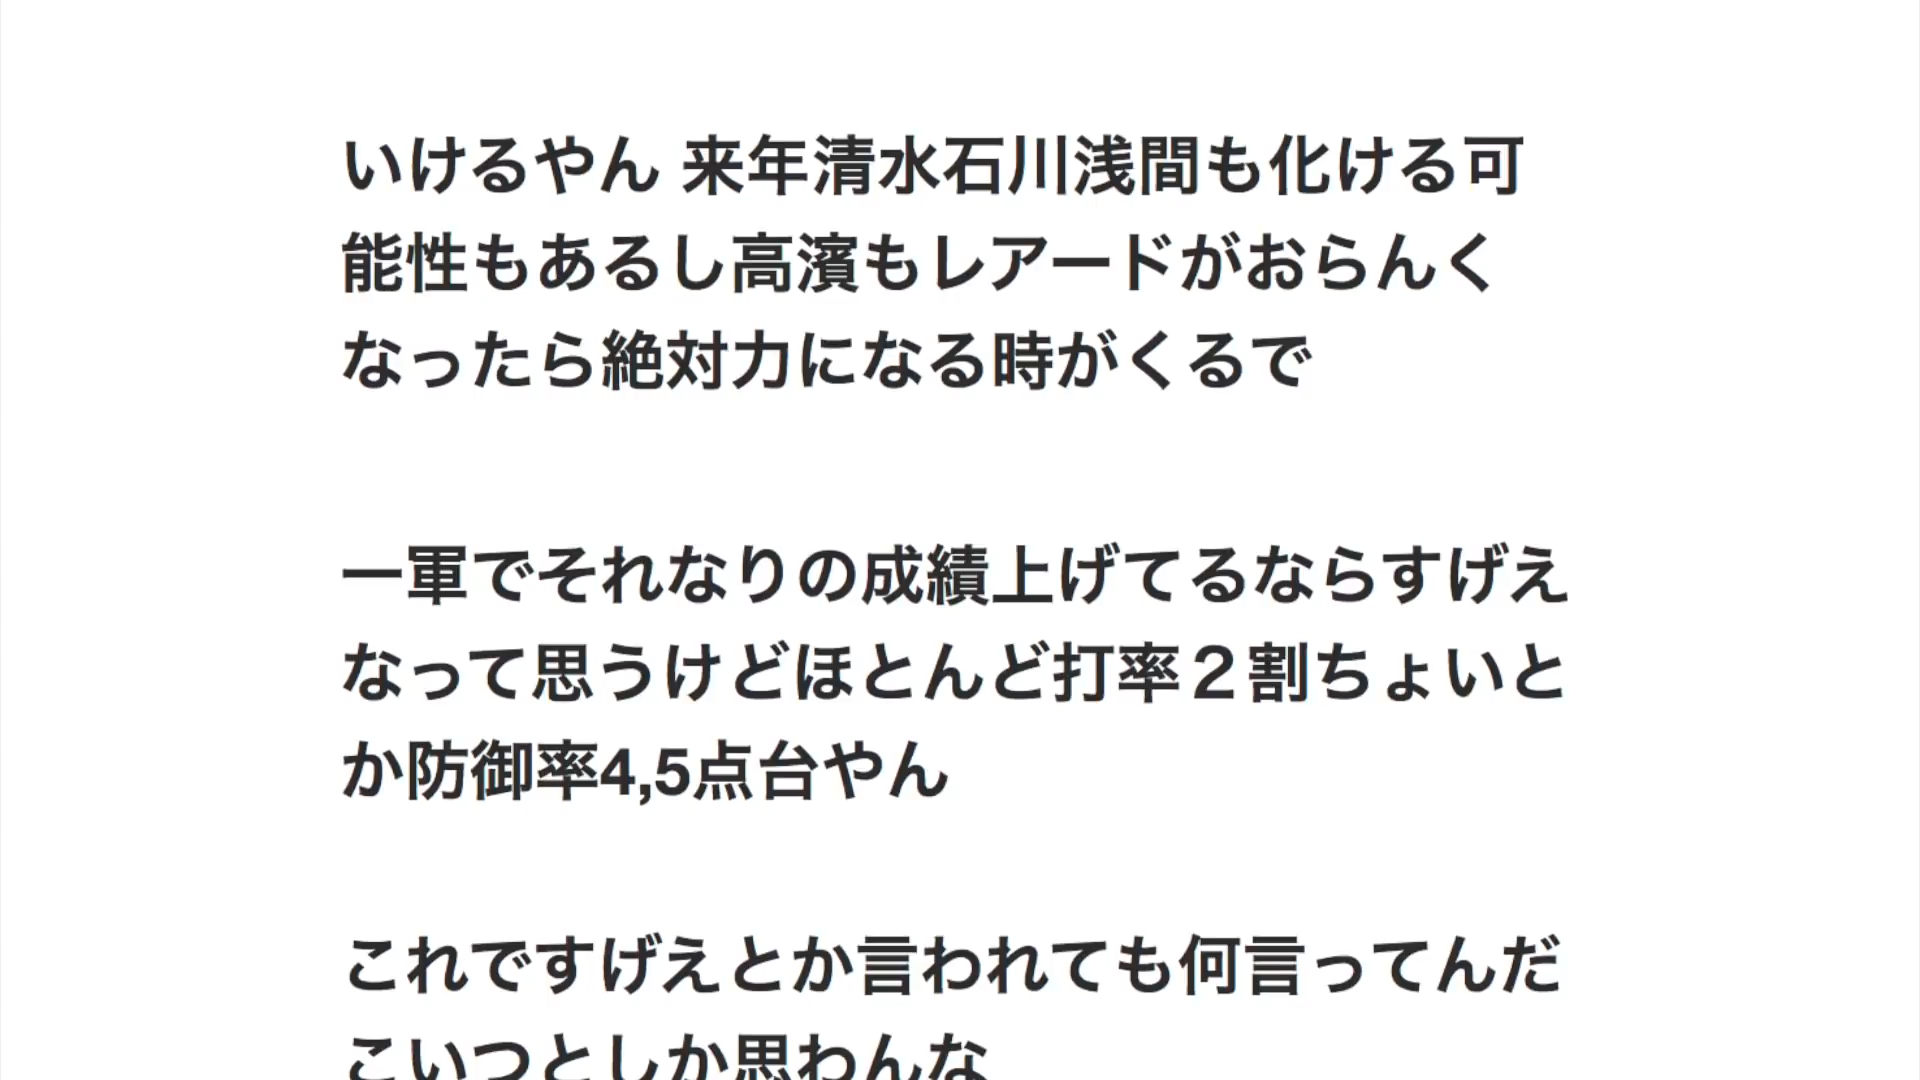 いけるやん 来年清水石川浅間も化ける可
能性もあるし高濱もレアードがおらんく
なったら絶対力になる時がくるで
一軍でそれなりの成績上げてるならすげえ
なって思うけどほとんど打率２割ちょいと
か防御率4,5点台やん
これですげえとか言われても何言ってんだ
こいつとしか思わんな